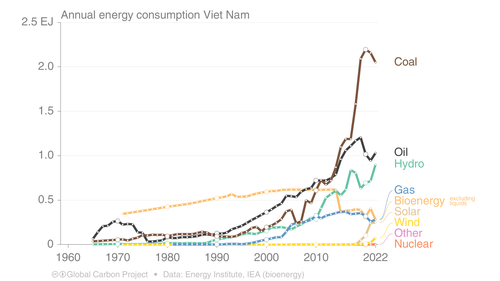 Annual energy consumption Viet Nam
2.5 EJ
2.0
1.5
1.0
0.5
0
1960
1970
1980
1990
2000
2010
2022
Coal
Oil
Hydro
Gas
Bioenergy excluding liquids
Solar
Wind
Other
Nuclear
Global Carbon Project • Data: Energy Institute, IEA (bioenergy)